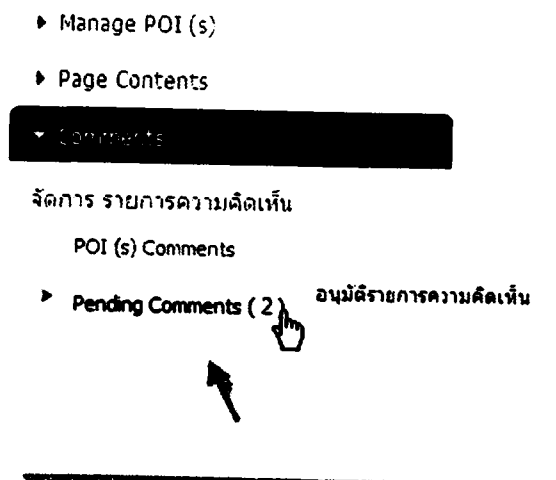 Manage POI (s)
Page Contents
Comments
จัดการ รายการความคิดเห็น
POI (s) Comments
Pending Comments ( 2 ) อนุมัติรายการความคิดเห็น